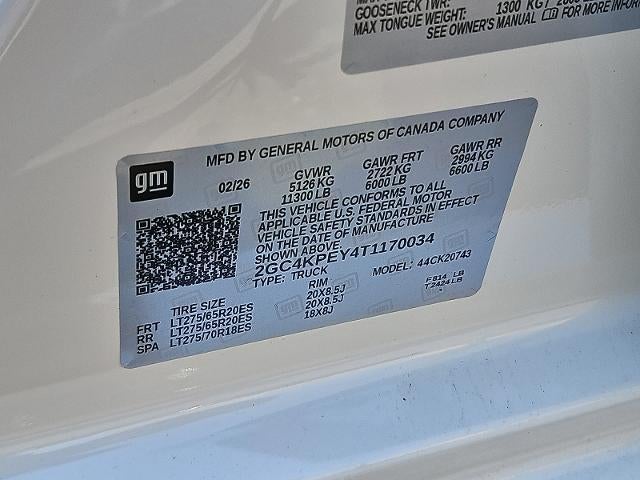 GOOSENECK TWR: 1300 KG
MAX TONGUE WEIGHT:
SEE OWNER'S MANUAL FOR MORE INFOR
gm
MFD BY GENERAL MOTORS OF CANADA COMPANY
02/26 GVWR GAWR FRT GAWR RR
5126 KG 2722 KG 2994 KG
11300 LB 6000 LB 6600 LB
THIS VEHICLE CONFORMS TO ALL
APPLICABLE U.S. FEDERAL MOTOR
VEHICLE SAFETY STANDARDS IN EFFECT
ON THE DATE OF MANUFACTURE
SHOWN ABOVE.
2GC4KPEY4T1170034
TYPE: TRUCK MODEL: 44CK20743
TIRE SIZE RIM F 814 LB
FRT LT275/65R20ES 20X8.5J T 2424 LB
RR LT275/65R20ES 20X8.5J
SPA LT275/70R18ES 18X8J